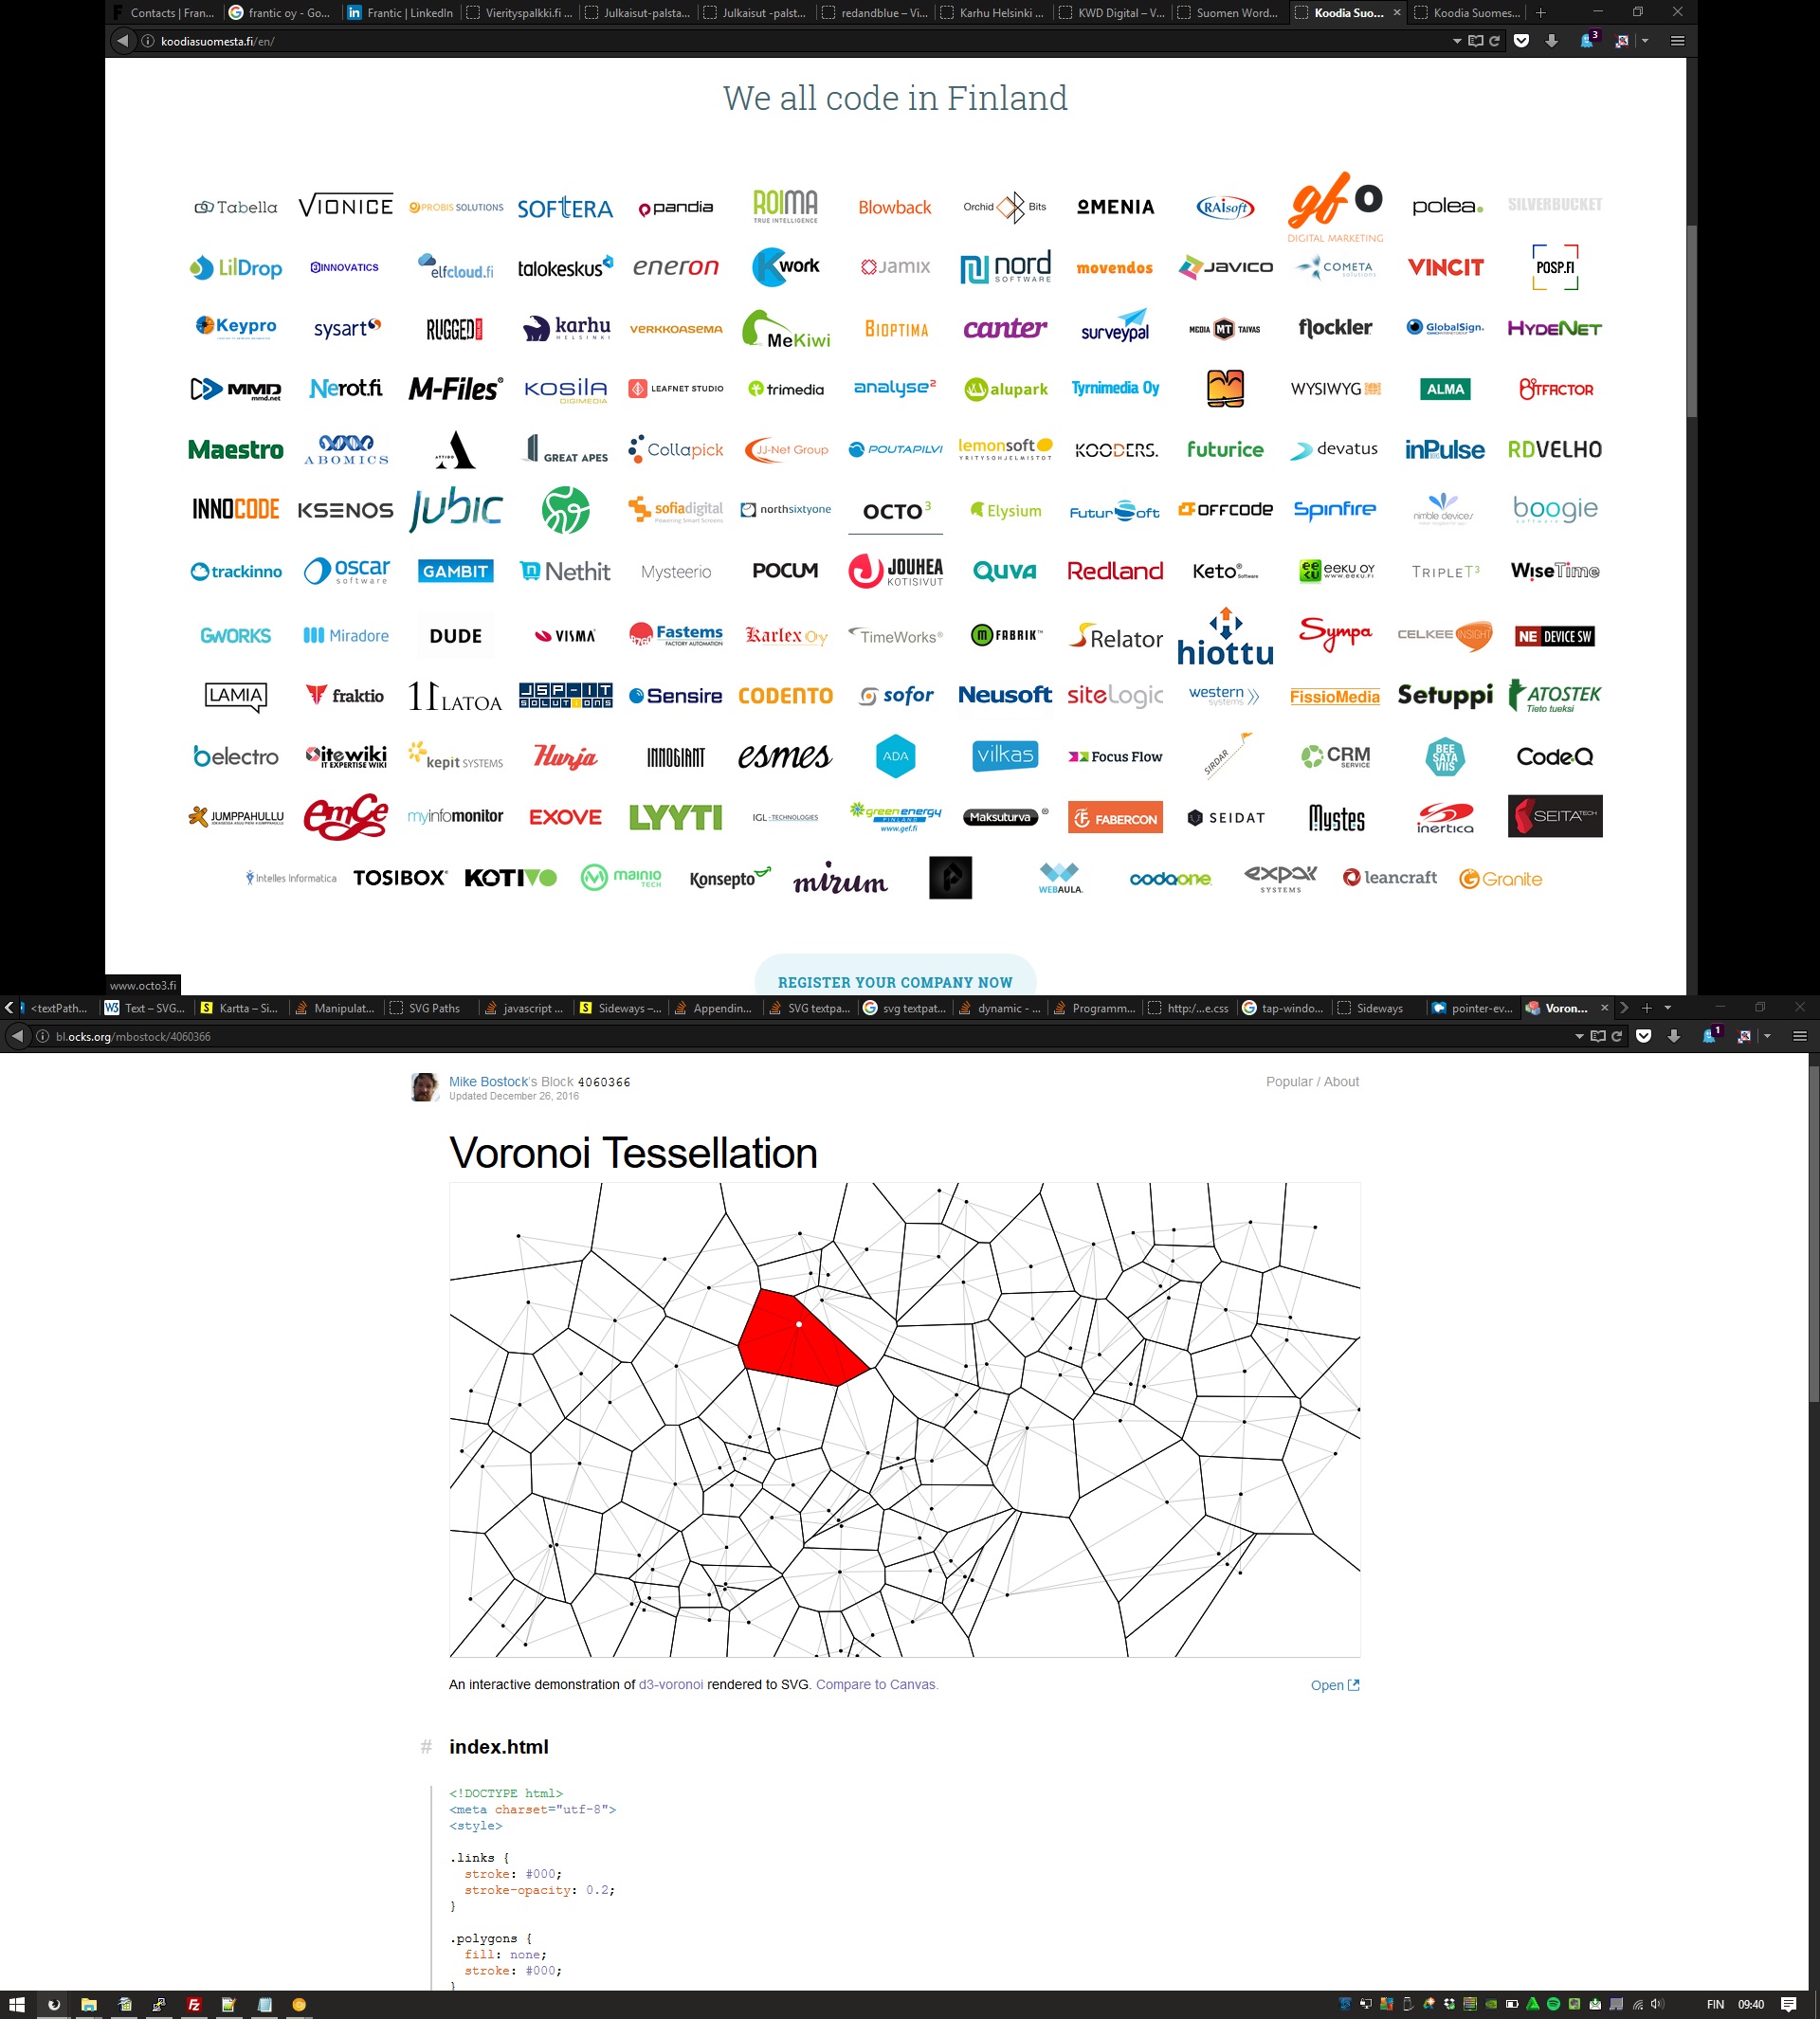 Contacts | Fran...
frantic oy - Go...
Frantic | LinkedIn
Vierityspalkki.fi ...
Julkaisut-palsta...
Julkaisut -palst...
redandblue – Vi...
Karhu Helsinki ...
KWD Digital – V...
Suomen Word...
Koodia Suo...
Koodia Suomes...
koodiasuomesta.fi/en/
3
We all code in Finland
Tabella VIONICE PROBIS SOLUTIONS SOFTERA pandia ROIMA TRUE INTELLIGENCE Blowback Orchid Bits OMENIA RAIsoft gfo DIGITAL MARKETING polea. SILVERBUCKET
LilDrop INNOVATICS elfcloud.fi talokeskus eneron Kwork JAMIX nord SOFTWARE movendos JAVICO COMETA solutions VINCIT POSP.FI
Keypro sysart RUGGED karhu HELSINKI VERKKOASEMA MeKiwi BIOPTIMA canter surveypal MEDIA MT TAIVAS flockler GlobalSign. HYDENET
MMD mmd.net Nerot.fi M-Files KOSILA DIGIMEDIA LEAFNET STUDIO trimedia analyse² alupark Tyrnimedia Oy WYSIWYG ALMA BITFACTOR
Maestro ABOMICS ATTIDO GREAT APES Collapick JJ-Net Group POUTAPILVI lemonsoft YRITYSOHJELMISTOT KOODERS. futurice devatus inPulse RDVELHO
INNOCODE KSENOS Jubic sofiadigital Powering Smart Screens northsixtyone OCTO3 Elysium FuturSoft OFFCODE SPINFIRE nimble devices boogie software
trackinno oscar software GAMBIT Nethit Mysteerio POCUM JOUHEA KOTISIVUT QUVA Redland Keto Software EEKU OY WWW.EEKU.FI TRIPLET3 WiseTime
GWORKS Miradore DUDE VISMA Fastems FACTORY AUTOMATION Karlex Oy TimeWorks® FABRIK™ Relator hiottu Sympa CELKEE INSIGHT NE DEVICE SW
LAMIA fraktio 11 LATOA JSP-IT SOLUTIONS Sensire CODENTO sofor Neusoft siteLogic western systems FissioMedia Setuppi ATOSTEK Tieto tueksi
belectro itewiki IT EXPERTISE WIKI kepit SYSTEMS Hurja INNOGIANT esmes ADA vilkas Focus Flow SIRDAR CRM SERVICE BEE SATA VIIS CodeQ
JUMPPAHULLU emce myinfomonitor EXOVE LYYTI IGL-TECHNOLOGIES greenenergy FINLAND www.gef.fi Maksuturva ® FABERCON SEIDAT Mystes inertica SEITATECH
Intelles Informatica TOSIBOX KOTIVO MAINIO TECH Konsepto mirum WEBAULA codaone expak SYSTEMS leancraft Granite
REGISTER YOUR COMPANY NOW
www.octo3.fi
<textPath...
Text – SVG...
Kartta – Si...
Manipulat...
SVG Paths
javascript ...
Sideways –...
Appendin...
SVG textpa...
svg textpat...
dynamic - ...
Programm...
http:/...e.css
tap-windo...
Sideways
pointer-ev...
Voron...
bl.ocks.org/mbostock/4060366
1
Mike Bostock's Block 4060366
Popular / About
Updated December 26, 2016
Voronoi Tessellation
An interactive demonstration of d3-voronoi rendered to SVG. Compare to Canvas.
Open
# index.html
<!DOCTYPE html>
<meta charset="utf-8">
<style>
.links {
stroke: #000;
stroke-opacity: 0.2;
}
.polygons {
fill: none;
stroke: #000;
}
FIN 09:40